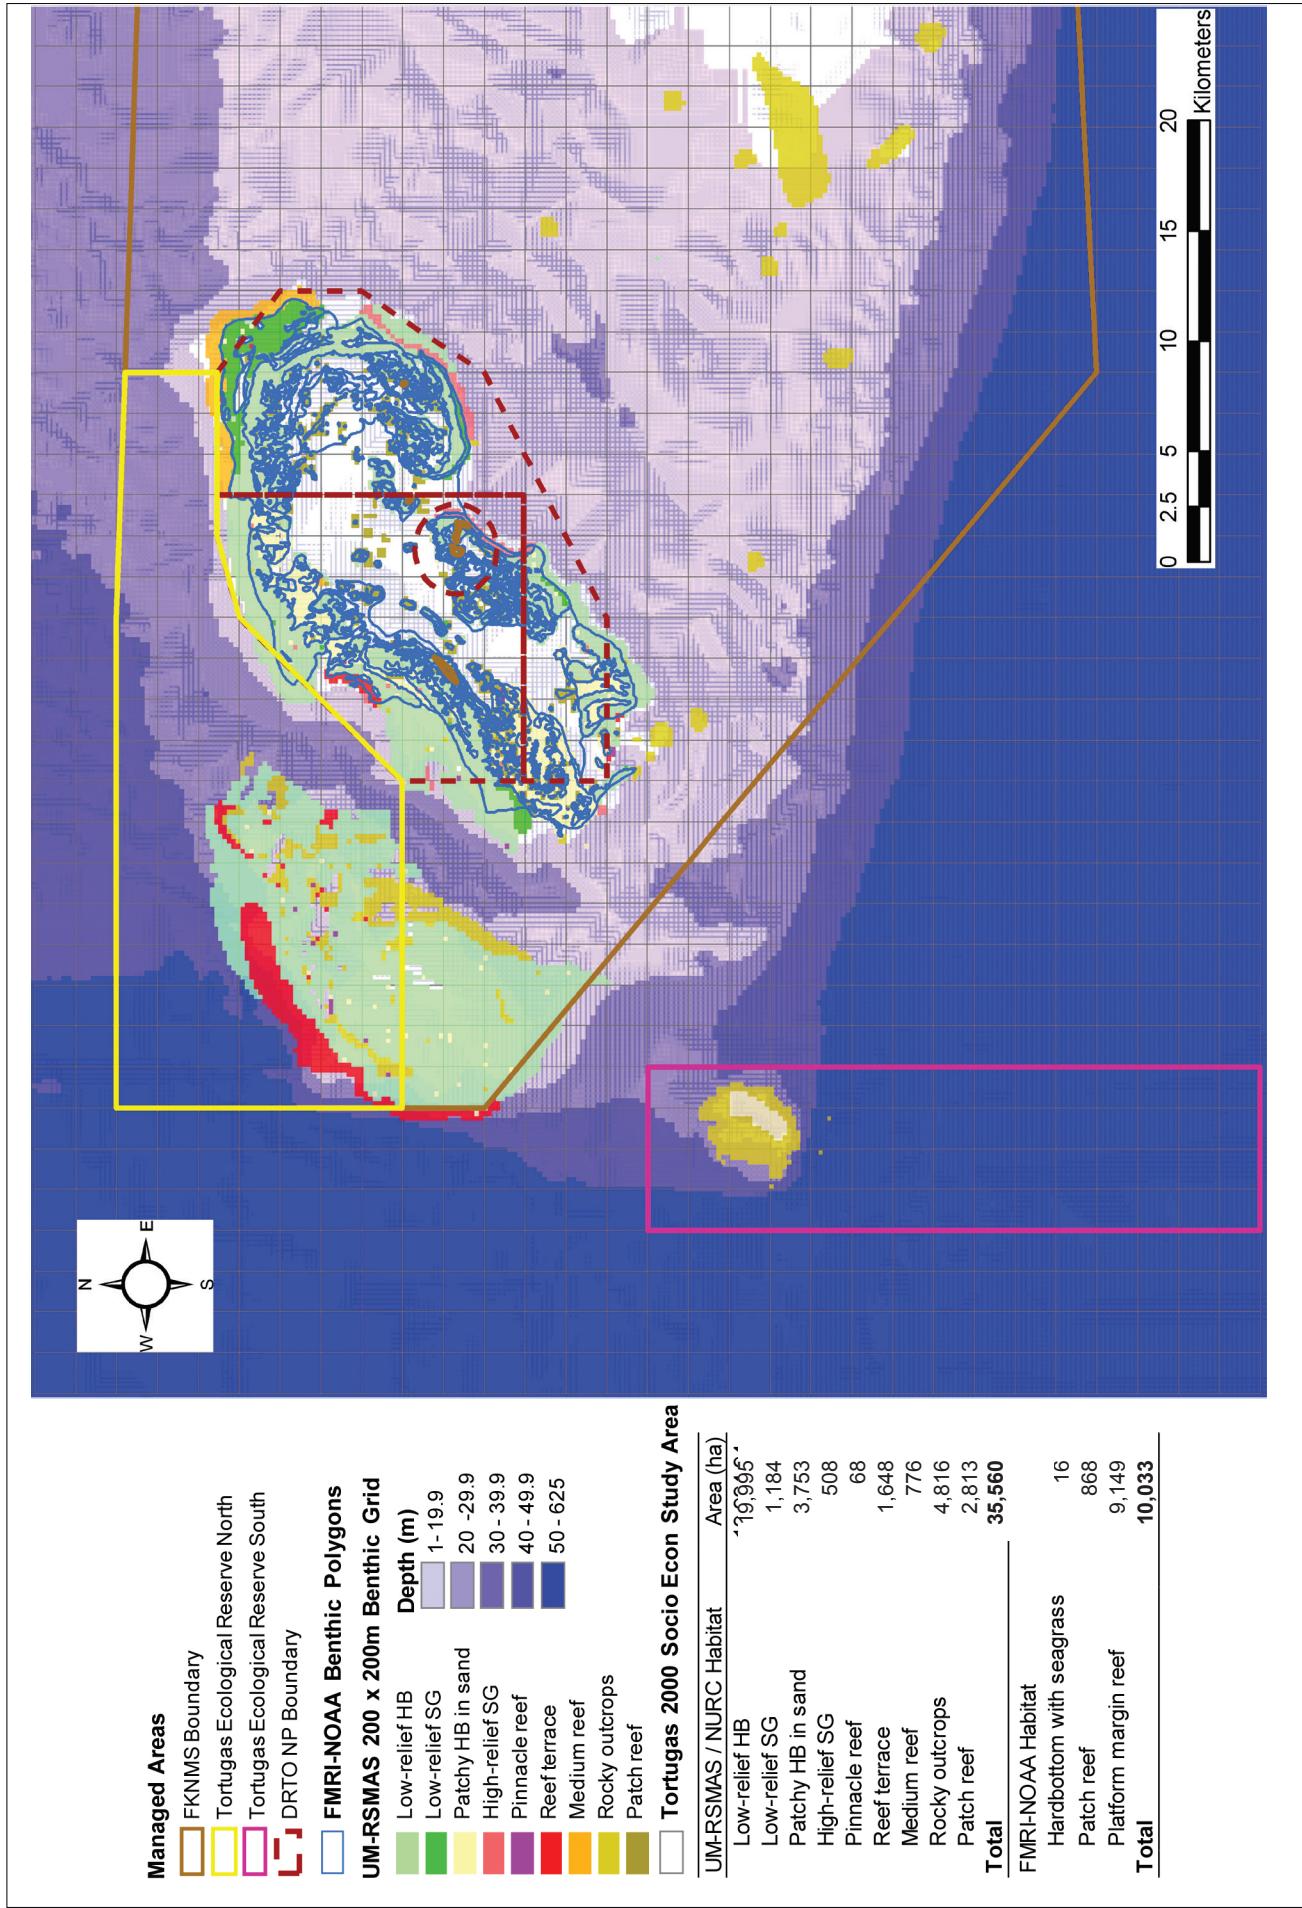 N
W
E
S
0 2.5 5 10 15 20
Kilometers
Managed Areas
FKNMS Boundary
Tortugas Ecological Reserve North
Tortugas Ecological Reserve South
DRTO NP Boundary
FMRI-NOAA Benthic Polygons
UM-RSMAS 200 x 200m Benthic Grid
Low-relief HB
Low-relief SG
Patchy HB in sand
High-relief SG
Pinnacle reef
Reef terrace
Medium reef
Rocky outcrops
Patch reef
Depth (m)
1- 19.9
20 -29.9
30 - 39.9
40 - 49.9
50 - 625
Tortugas 2000 Socio Econ Study Area
UM-RSMAS / NURC Habitat Area (ha)
Low-relief HB 19,995
Low-relief SG 1,184
Patchy HB in sand 3,753
High-relief SG 508
Pinnacle reef 68
Reef terrace 1,648
Medium reef 776
Rocky outcrops 4,816
Patch reef 2,813
Total 35,560
FMRI-NOAA Habitat
Hardbottom with seagrass 16
Patch reef 868
Platform margin reef 9,149
Total 10,033